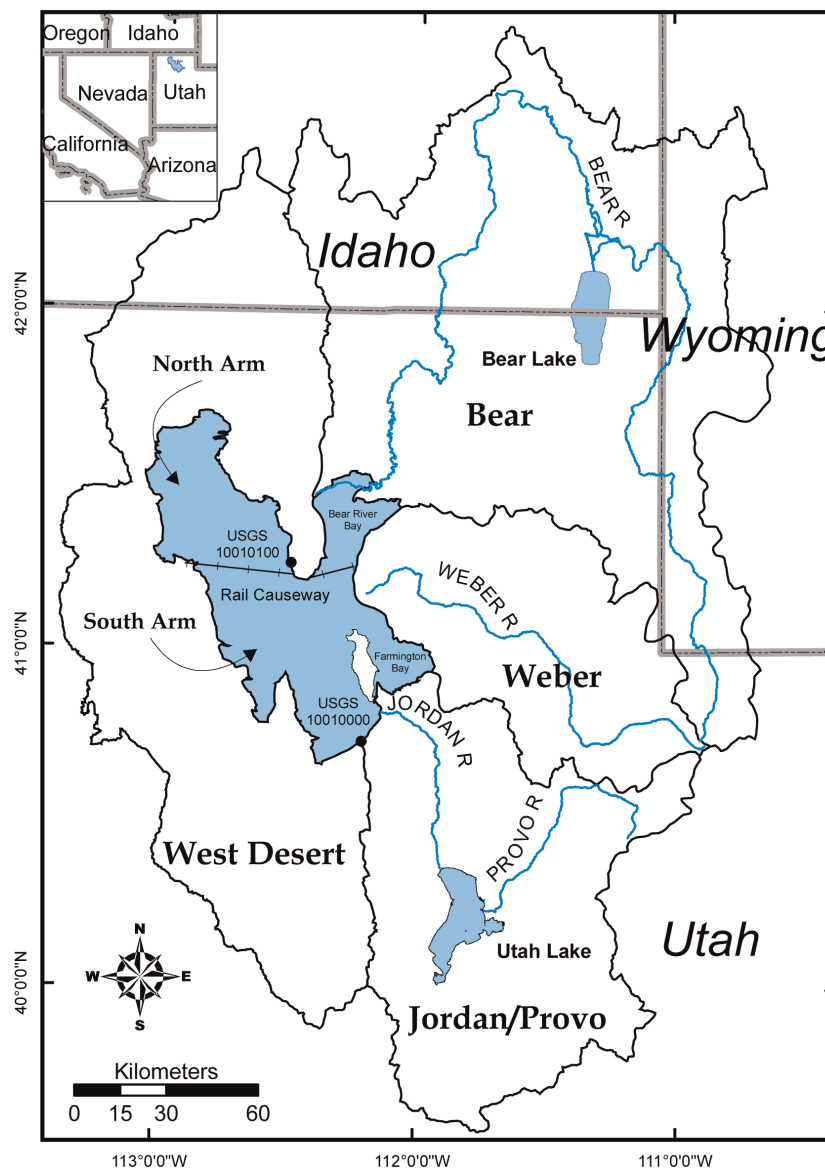 Oregon
Idaho
Nevada
Utah
California
Arizona
BEAR R
Idaho
42°0'0"N
Wyoming
Bear Lake
North Arm
Bear
Bear River
Bay
USGS
10010100
WEBER R
Rail Causeway
South Arm
41°0'0"N
Farmington
Bay
Weber
USGS
10010000
JORDAN R
PROVO R
West Desert
N
W
E
S
Utah Lake
Utah
40°0'0"N
Jordan/Provo
Kilometers
0 15 30 60
113°0'0"W
112°0'0"W
111°0'0"W